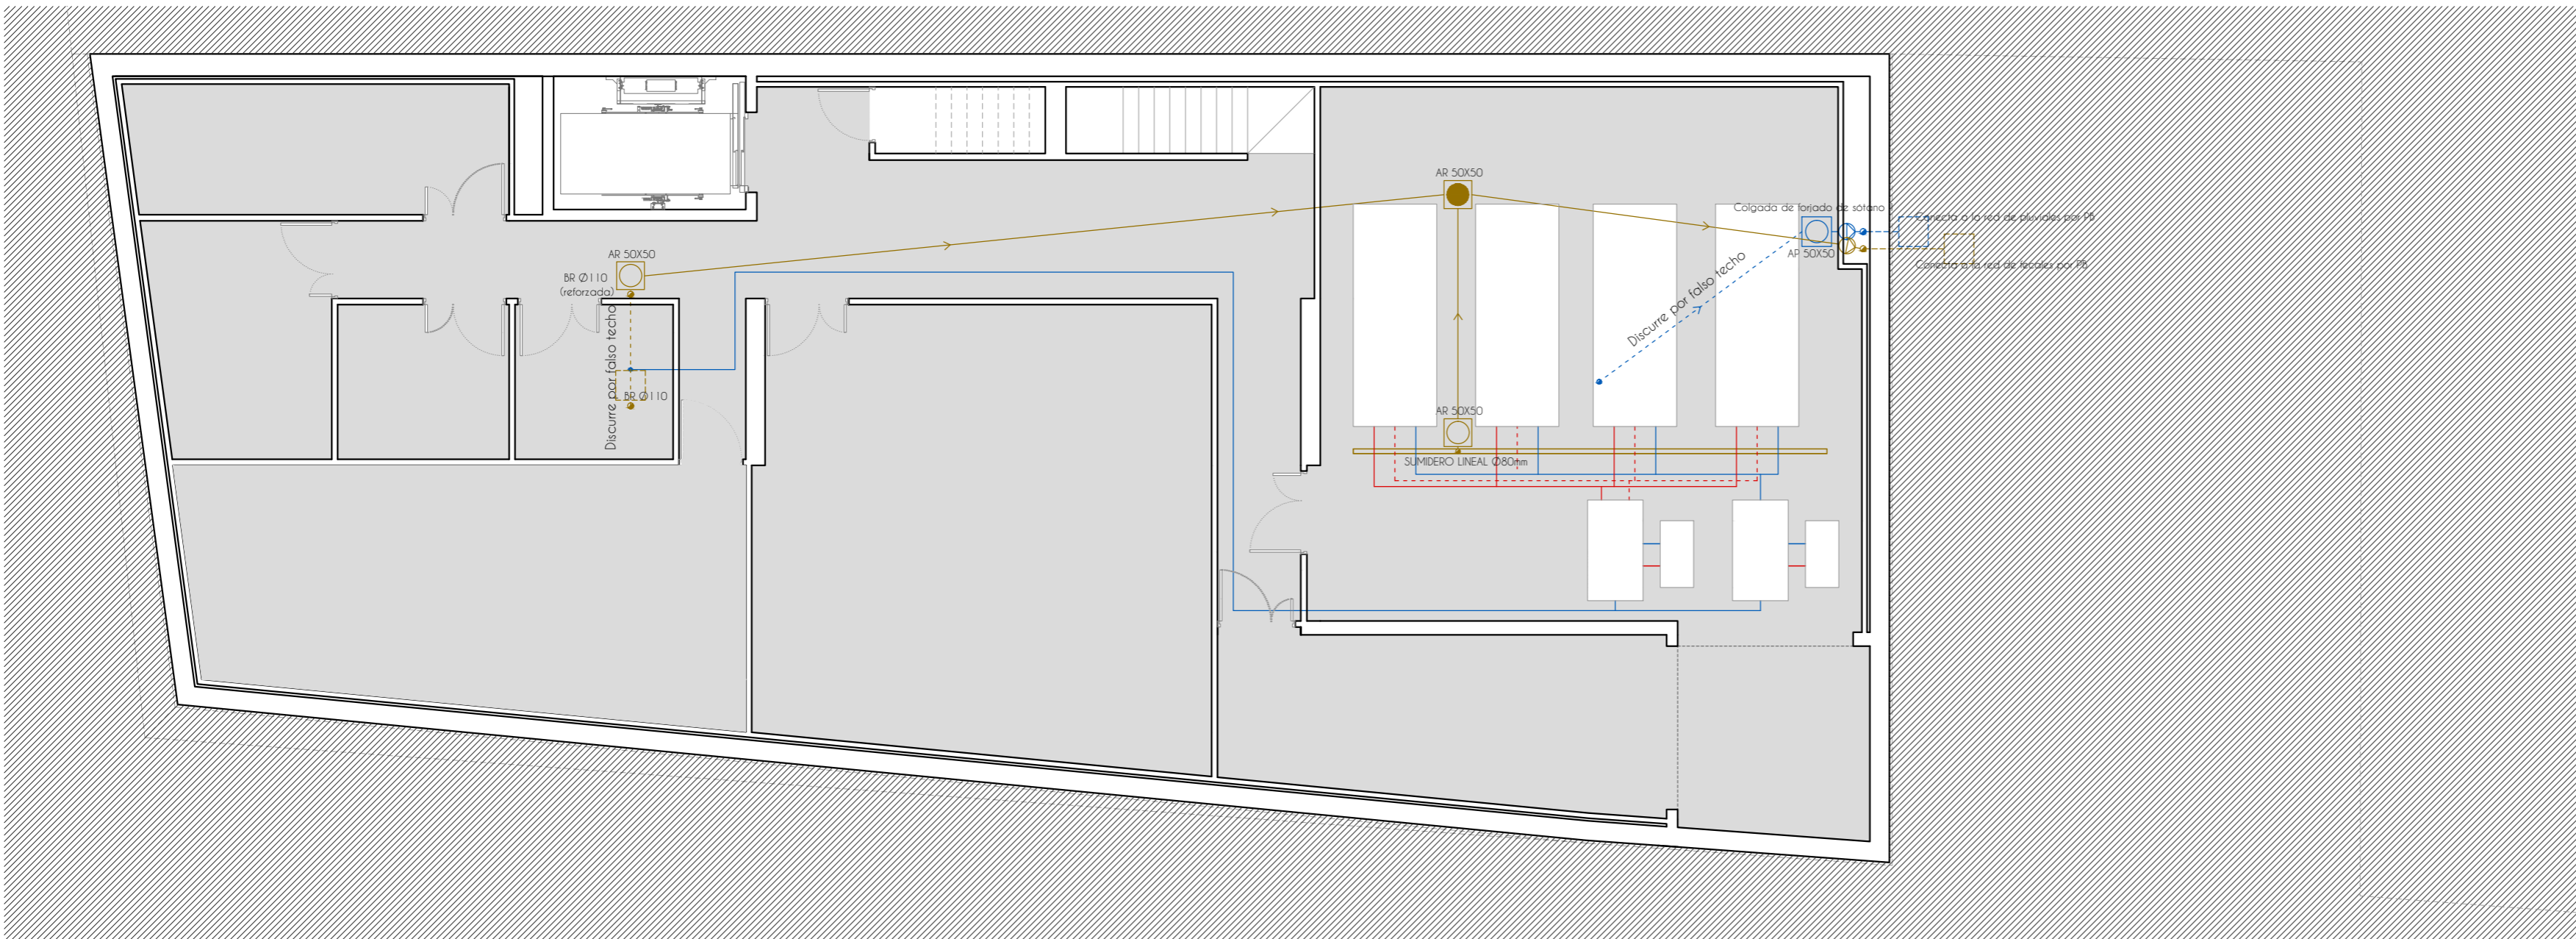 AR 50X50
Colgada de forjado de sótano
Conecta a la red de pluviales por PB
AR 50X50
AP 50X50
Conecta a la red de fecales por PB
BR Ø110
(reforzada)
Discurre por falso techo
Discurre por falso techo
BR Ø110
AR 50X50
SUMIDERO LINEAL Ø80mm